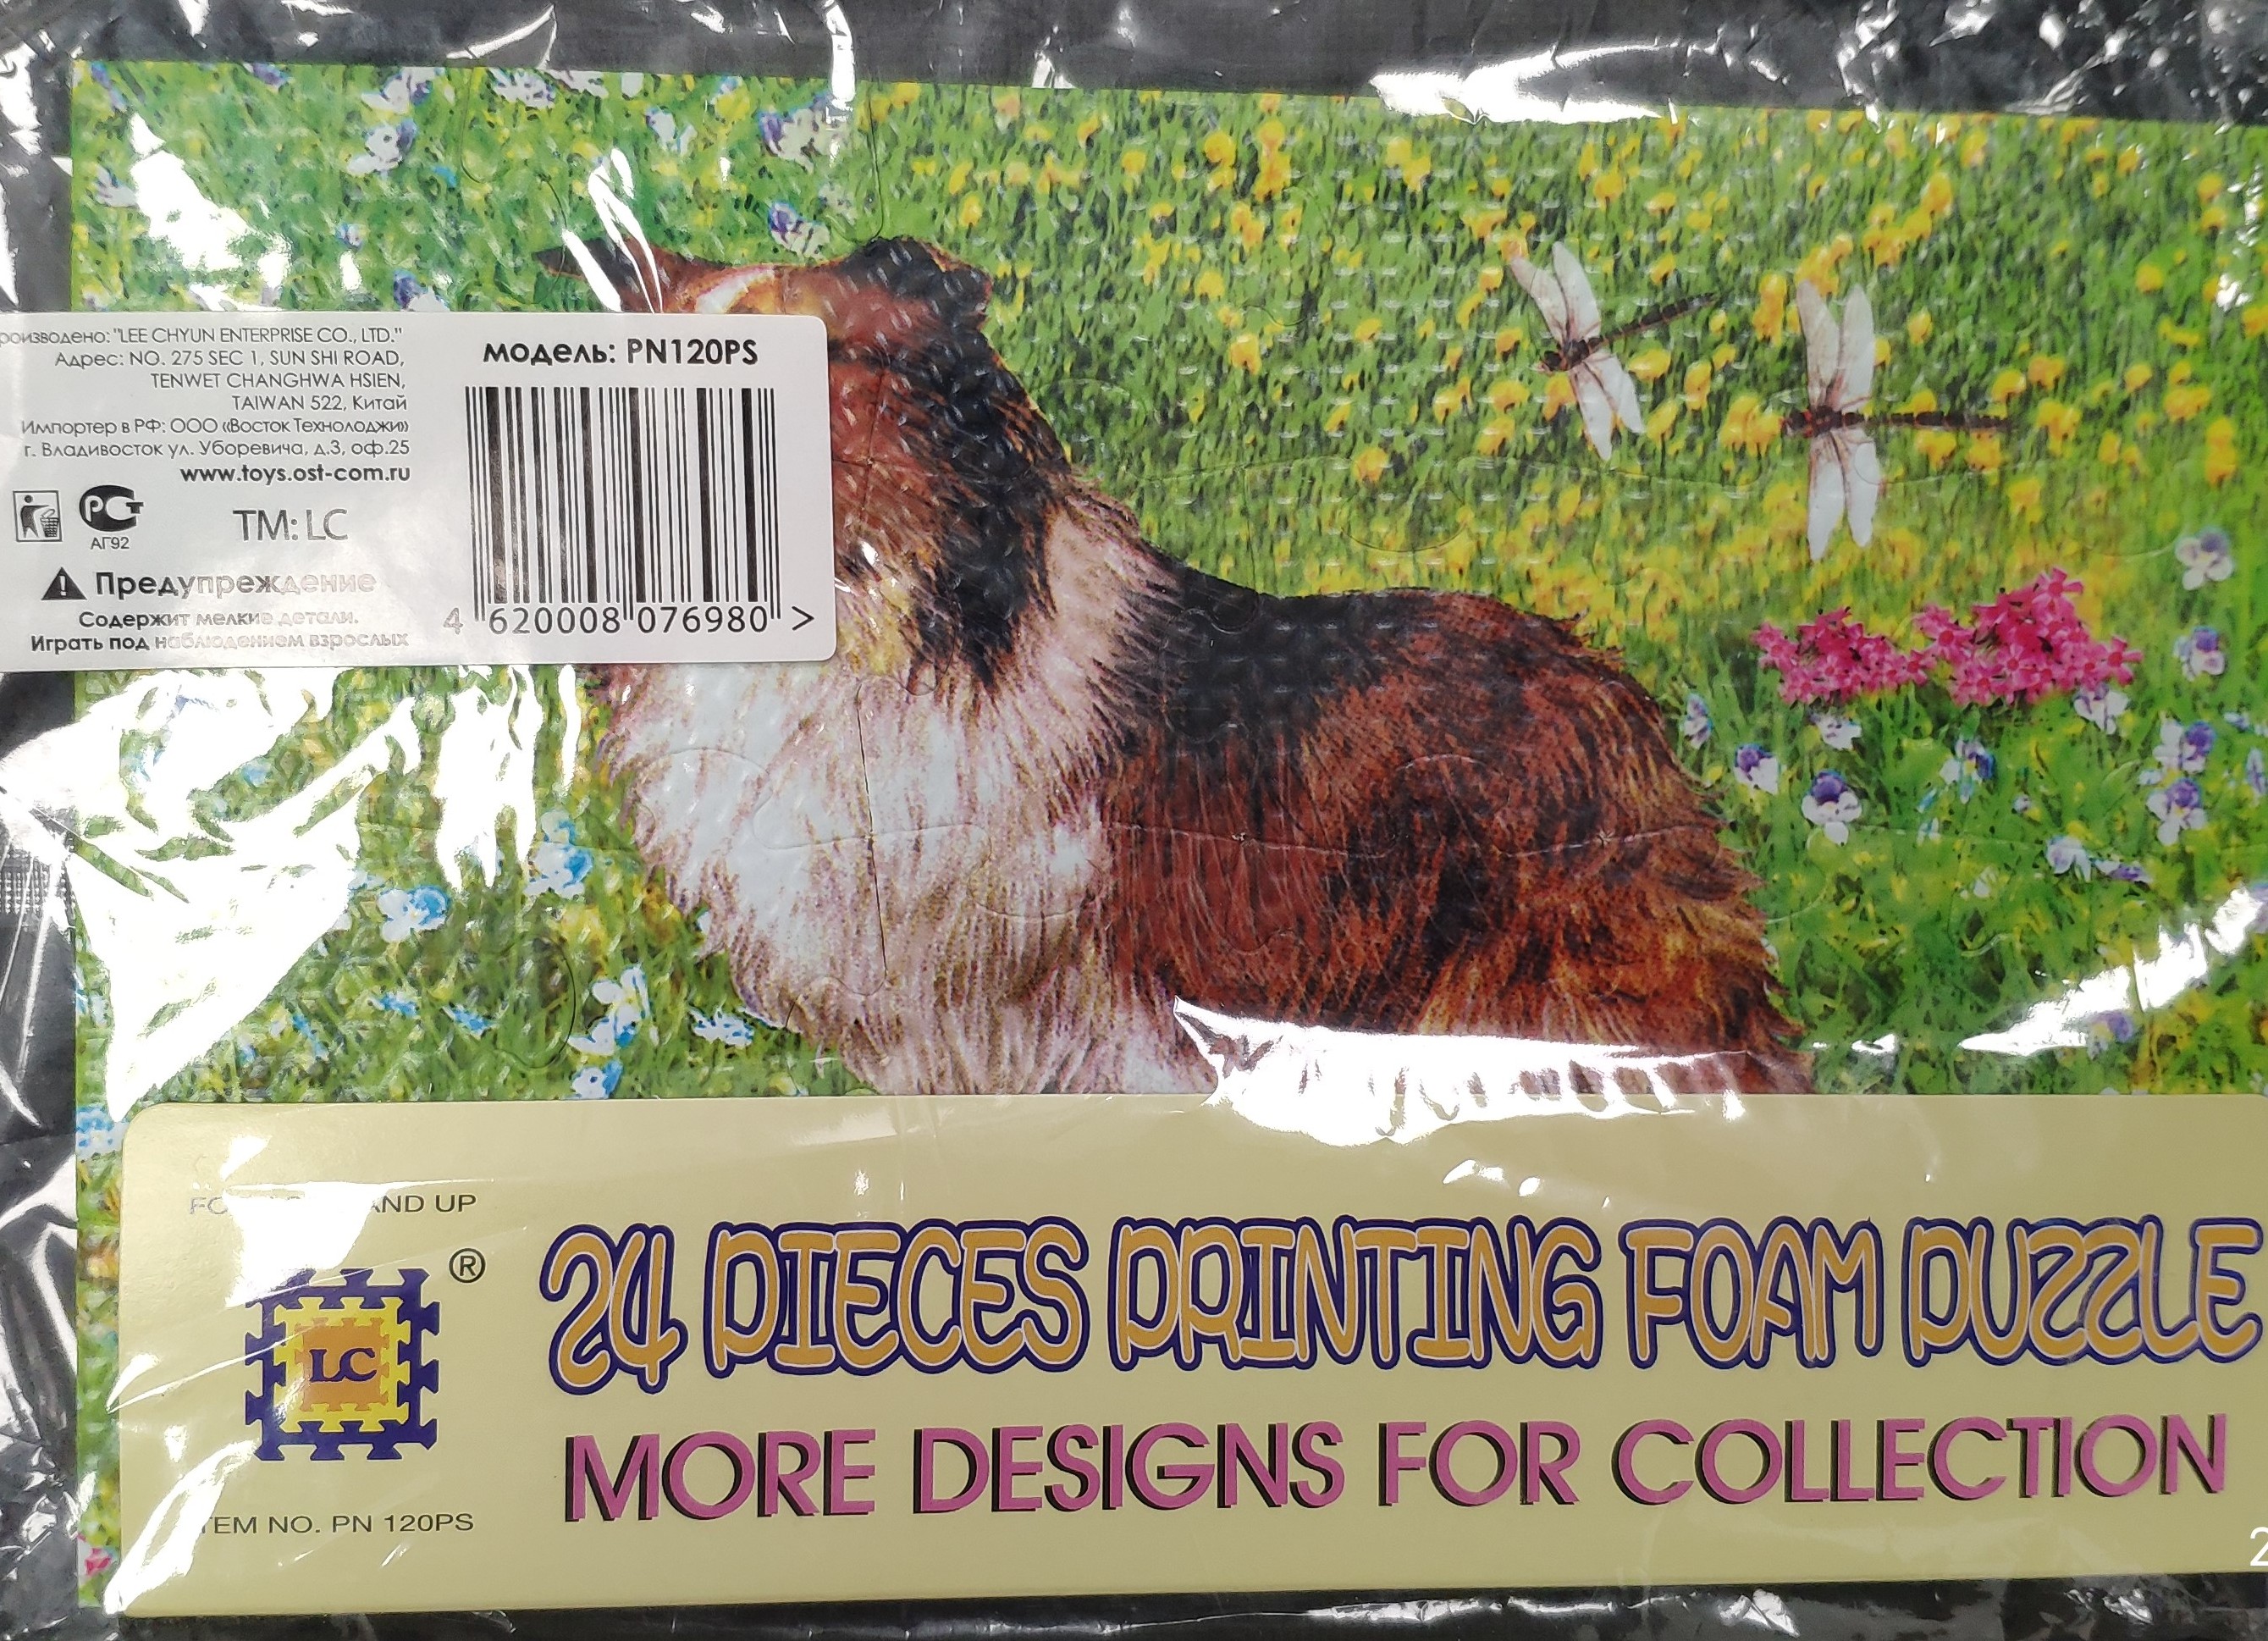 "LEE CHYUN ENTERPRISE CO., LTD."
Адрес: NO. 275 SEC 1, SUN SHI ROAD,
TENWET CHANGHWA HSIEN,
TAIWAN 522, Китай
Импортер в РФ: ООО «Восток Технолоджи»
г. Владивосток ул. Уборевича, д.3, оф.25
www.toys.ost-com.ru
РСТ
АГ92
TM: LC
Предупреждение
Содержит мелкие детали.
Играть под наблюдением взрослых
модель: PN120PS
4 620008 076980 >
AND UP
®
LC
ITEM NO. PN 120PS
24 PIECES PRINTING FOAM PUZZLE
MORE DESIGNS FOR COLLECTION